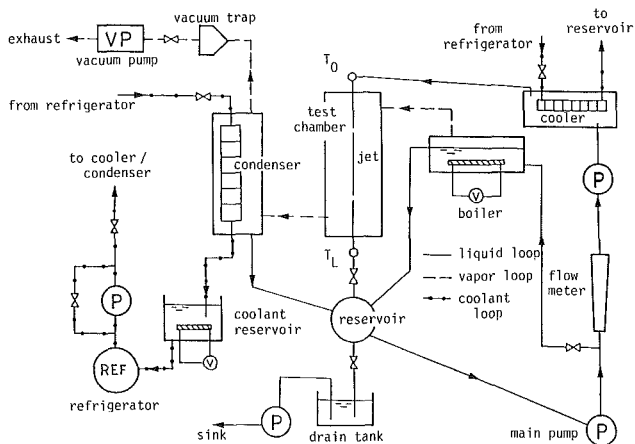 exhaust
VP
vacuum pump
vacuum trap
from refrigerator
to cooler/
condenser
P
REF
refrigerator
condenser
coolant
reservoir
V
T0
test
chamber
jet
TL
reservoir
sink
P
drain tank
from
refrigerator
to
reservoir
cooler
P
boiler
V
liquid loop
vapor loop
coolant
loop
flow
meter
main pump
P